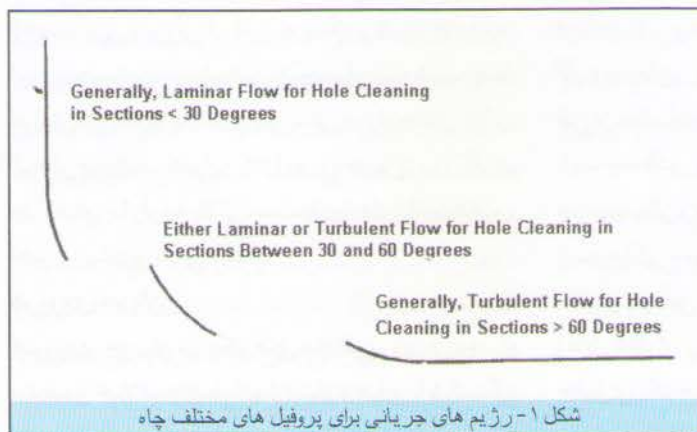 Generally, Laminar Flow for Hole Cleaning
in Sections < 30 Degrees
Either Laminar or Turbulent Flow for Hole Cleaning in
Sections Between 30 and 60 Degrees
Generally, Turbulent Flow for Hole
Cleaning in Sections > 60 Degrees
شکل ۱- رژیم های جریانی برای پروفیل های مختلف چاه